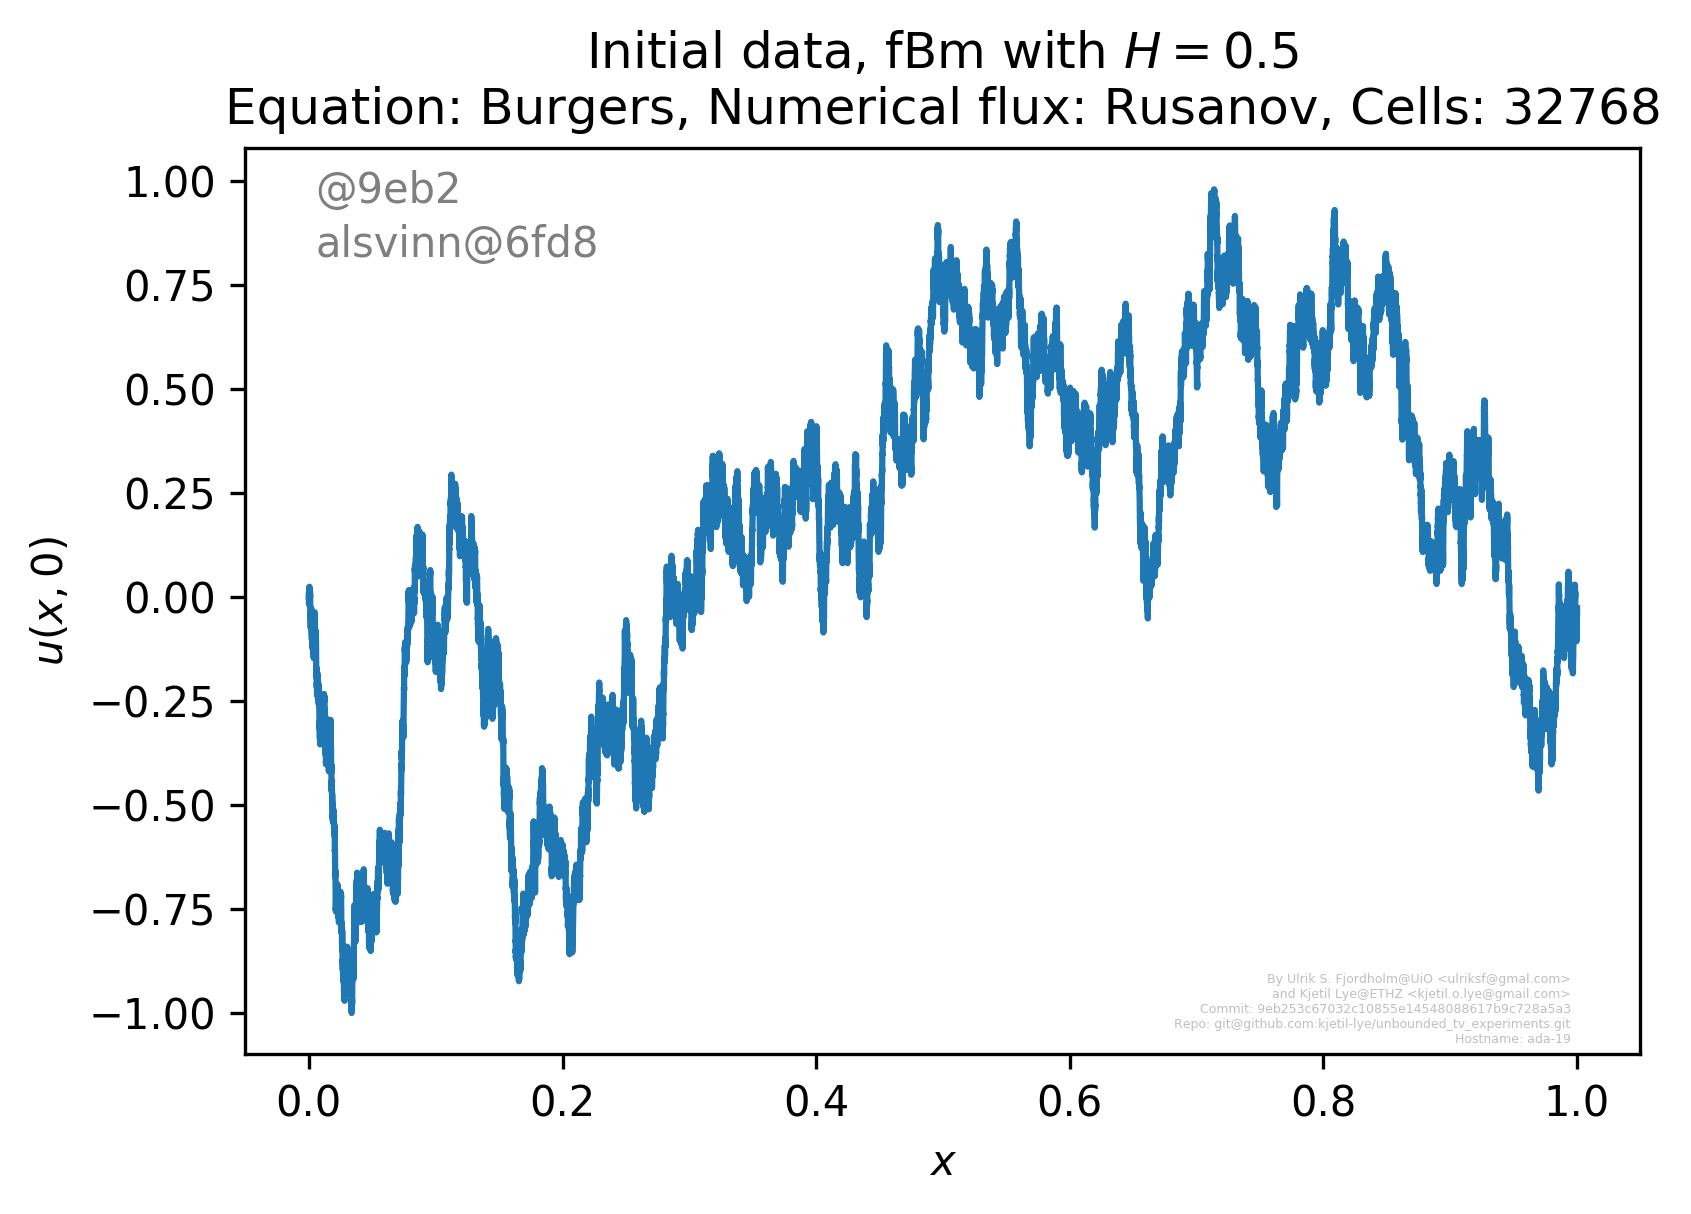 Initial data, fBm with H = 0.5
Equation: Burgers, Numerical flux: Rusanov, Cells: 32768
@9eb2
alsvinn@6fd8
1.00
0.75
0.50
0.25
0.00
−0.25
−0.50
−0.75
−1.00
u(x, 0)
By Ulrik S. Fjordholm@UiO <ulriksf@gmal.com>
and Kjetil Lye@ETHZ <kjetil.o.lye@gmail.com>
Commit: 9eb253c67032c10855e14548088617b9c728a5a3
Repo: git@github.com:kjetil-lye/unbounded_tv_experiments.git
Hostname: ada-19
0.0 0.2 0.4 0.6 0.8 1.0
x